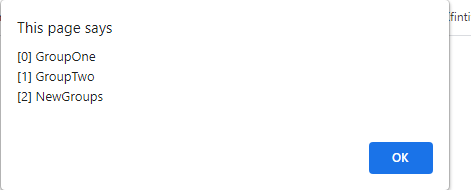 This page says
[0] GroupOne
[1] GroupTwo
[2] NewGroups
OK